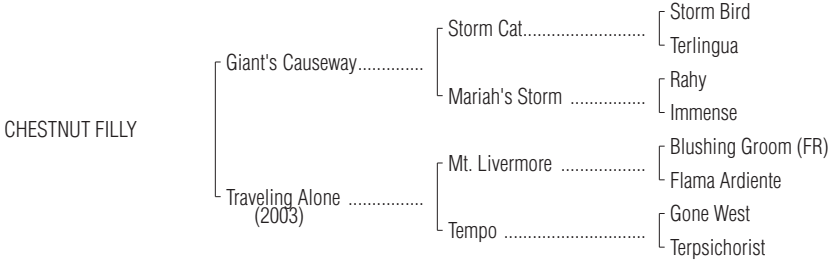 Storm Bird
Storm Cat..........................
Terlingua
Giant's Causeway..............
Rahy
Mariah's Storm ................
Immense
CHESTNUT FILLY
Blushing Groom (FR)
Mt. Livermore ..................
Flama Ardiente
Traveling Alone ................
(2003)
Gone West
Tempo ..............................
Terpsichorist